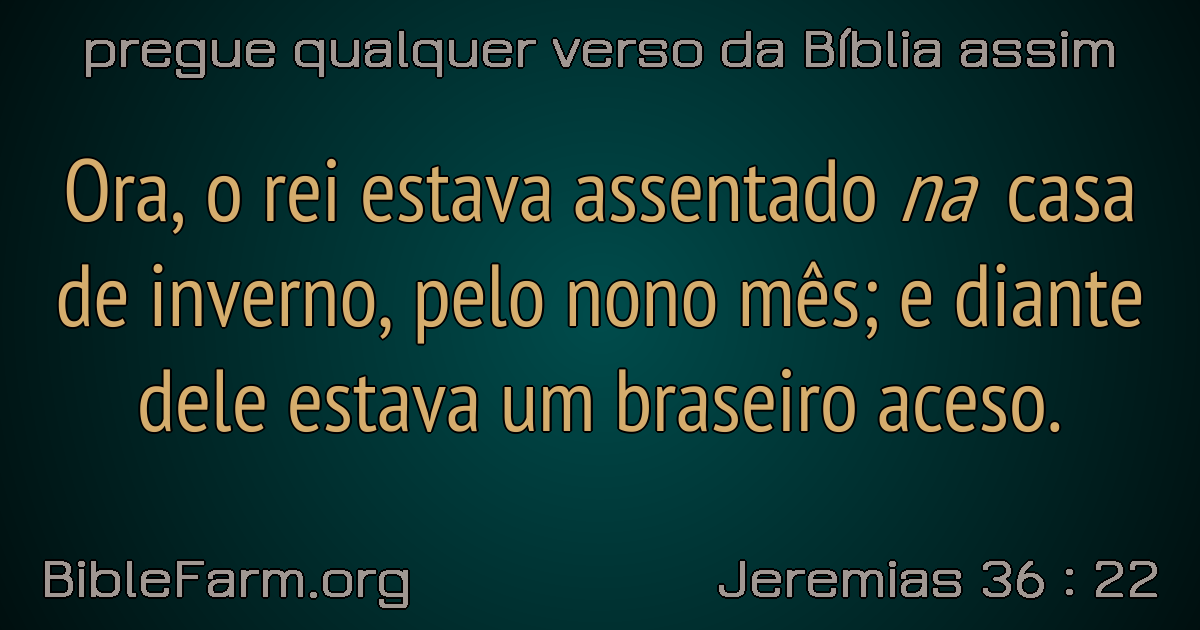 pregue qualquer verso da Bíblia assim
Ora, o rei estava assentado na casa
de inverno, pelo nono mês; e diante
dele estava um braseiro aceso.
BibleFarm.org
Jeremias 36 : 22